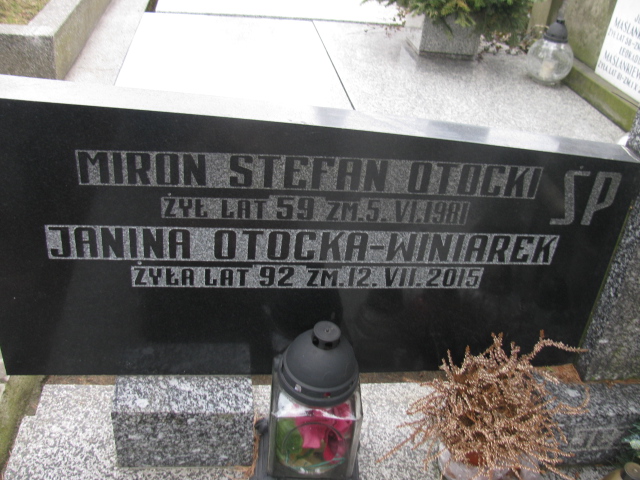 MIRON STEFAN OTOCKI
ŻYŁ LAT 59 ZM. 5. VI. 1981
ŚP
JANINA OTOCKA-WINIAREK
ŻYŁA LAT 92 ZM. 12. VII. 2015